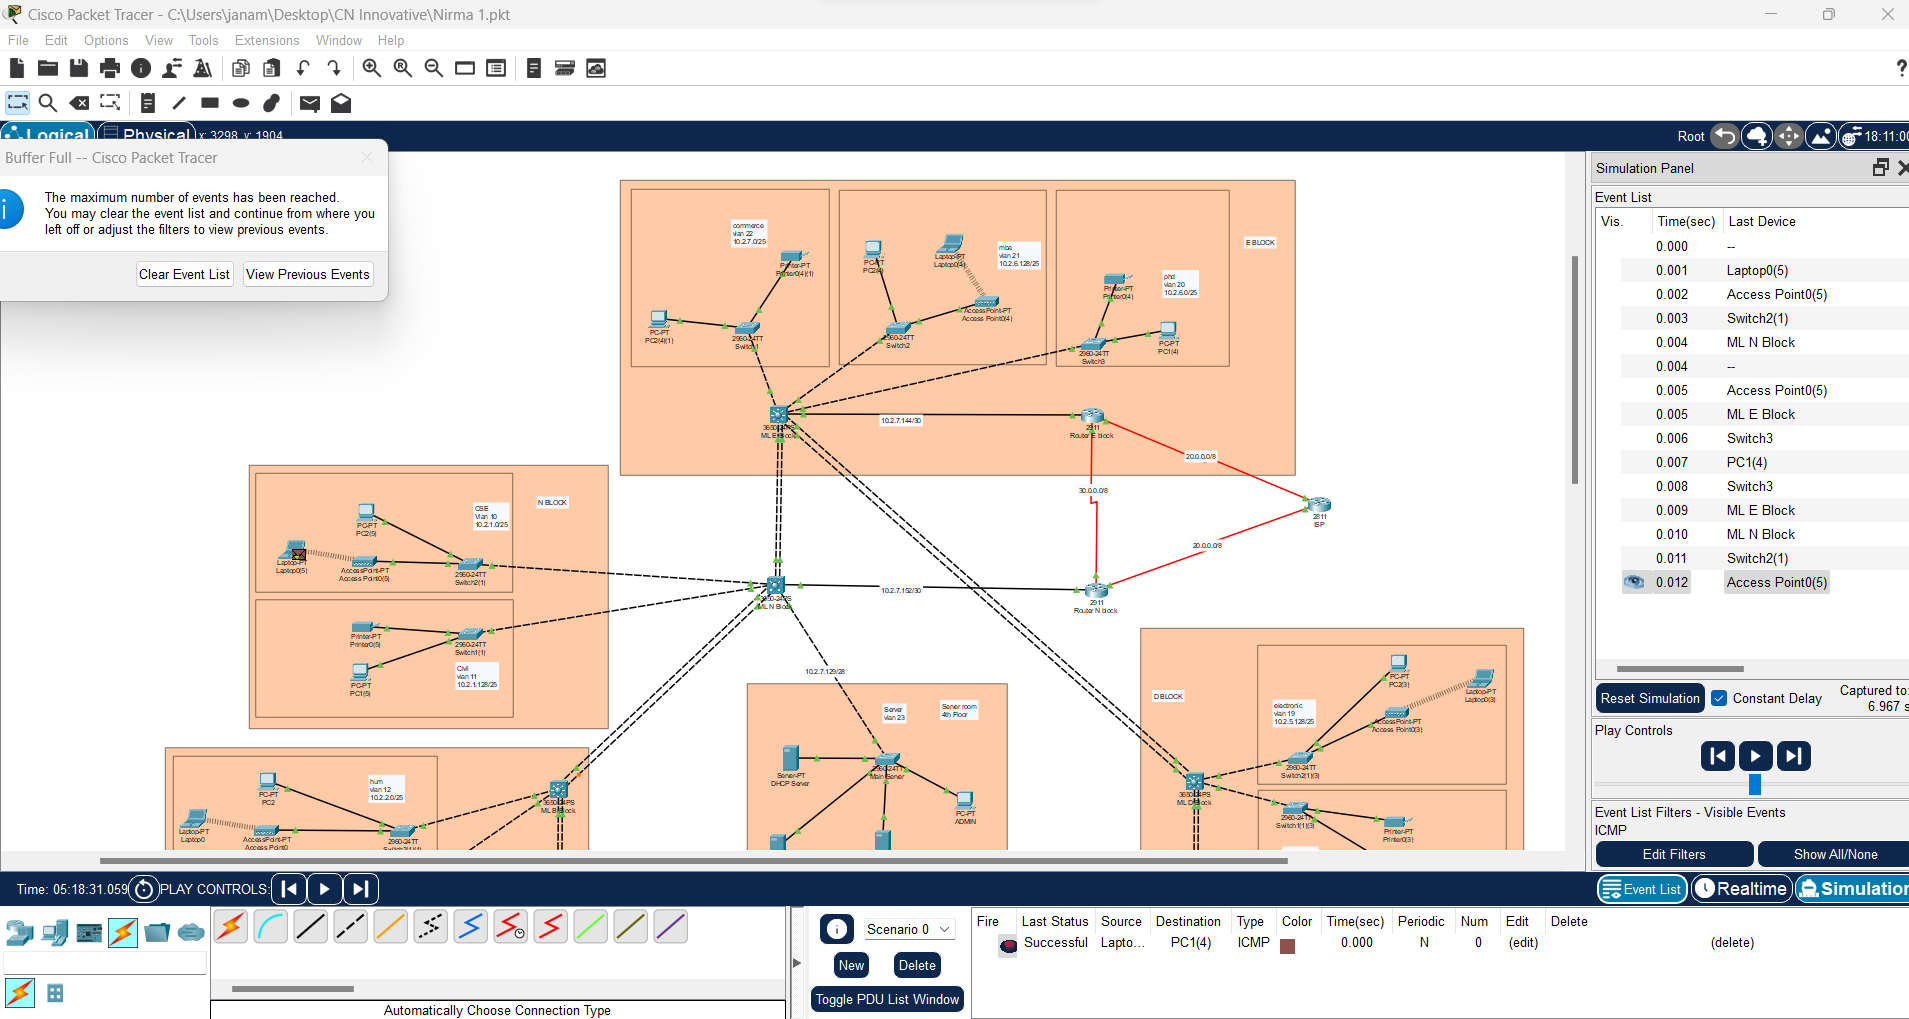 Cisco Packet Tracer - C:\Users\janam\Desktop\CN Innovative\Nirma 1.pkt
File Edit Options View Tools Extensions Window Help
Logical Physical x: 3298, y: 1904
Root 18:11:00
Buffer Full -- Cisco Packet Tracer
The maximum number of events has been reached.
You may clear the event list and continue from where you
left off or adjust the filters to view previous events.
Clear Event List View Previous Events
commerce
vlan 22
10.2.7.0/25
Printer-PT
Printer0(4)(1)
PC-PT
PC2(4)(1)
2960-24TT
Switch1
PC-PT
PC2(4)
Laptop-PT
Laptop0(4)
mba
vlan 21
10.2.6.128/25
AccessPoint-PT
Access Point0(4)
2960-24TT
Switch2
Printer-PT
Printer0(4)
phd
vlan 20
10.2.6.0/25
2960-24TT
Switch3
PC-PT
PC1(4)
E BLOCK
3650-24PS
ML E Block
10.2.7.144/30
2911
Router E block
20.0.0.0/8
30.0.0.0/8
2811
ISP
20.0.0.0/8
N BLOCK
CSE
Vlan 10
10.2.1.0/25
PC-PT
PC2(5)
Laptop-PT
Laptop0(5)
AccessPoint-PT
Access Point0(5)
2960-24TT
Switch2(1)
Printer-PT
Printer0(5)
2960-24TT
Switch1(1)
PC-PT
PC1(5)
Civil
vlan 11
10.2.1.128/25
3650-24PS
ML N Block
10.2.7.152/30
2911
Router N block
10.2.7.129/28
Server
vlan 23
Server room
4th Floor
Server-PT
DHCP Server
2960-24TT
Main Server
PC-PT
ADMIN
D BLOCK
electronic
vlan 19
10.2.5.128/25
PC-PT
PC2(3)
Laptop-PT
Laptop0(3)
AccessPoint-PT
Access Point0(3)
2960-24TT
Switch2(1)(3)
3650-24PS
ML D Block
Switch1(1)(3)
Printer-PT
Printer0(3)
hum
vlan 12
10.2.2.0/25
PC-PT
PC2
Laptop-PT
Laptop0
AccessPoint-PT
Access Point0
2960-24TT
3650-24PS
ML B Block
Simulation Panel
Event List
Vis. Time(sec) Last Device
0.000 --
0.001 Laptop0(5)
0.002 Access Point0(5)
0.003 Switch2(1)
0.004 ML N Block
0.004 --
0.005 Access Point0(5)
0.005 ML E Block
0.006 Switch3
0.007 PC1(4)
0.008 Switch3
0.009 ML E Block
0.010 ML N Block
0.011 Switch2(1)
0.012 Access Point0(5)
Reset Simulation Constant Delay Captured to:
6.967 s
Play Controls
Event List Filters - Visible Events
ICMP
Edit Filters Show All/None
Time: 05:18:31.059 PLAY CONTROLS:
Event List Realtime Simulation
Scenario 0
New Delete
Toggle PDU List Window
Automatically Choose Connection Type
Fire Last Status Source Destination Type Color Time(sec) Periodic Num Edit Delete
Successful Lapto... PC1(4) ICMP 0.000 N 0 (edit) (delete)